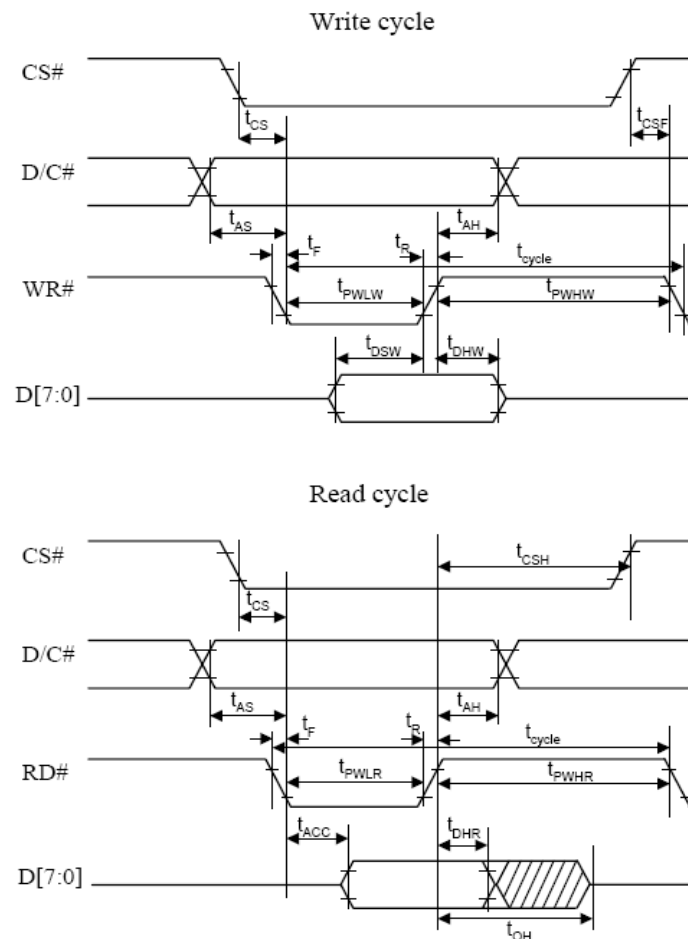 Write cycle
CS#
tCS
tCSF
D/C#
tAS
tF
tR
tAH
tcycle
WR#
tPWLW
tPWHW
tDSW
tDHW
D[7:0]
Read cycle
CS#
tCSH
tCS
D/C#
tAS
tF
tR
tAH
tcycle
RD#
tPWLR
tPWHR
tACC
tDHR
D[7:0]
tOH